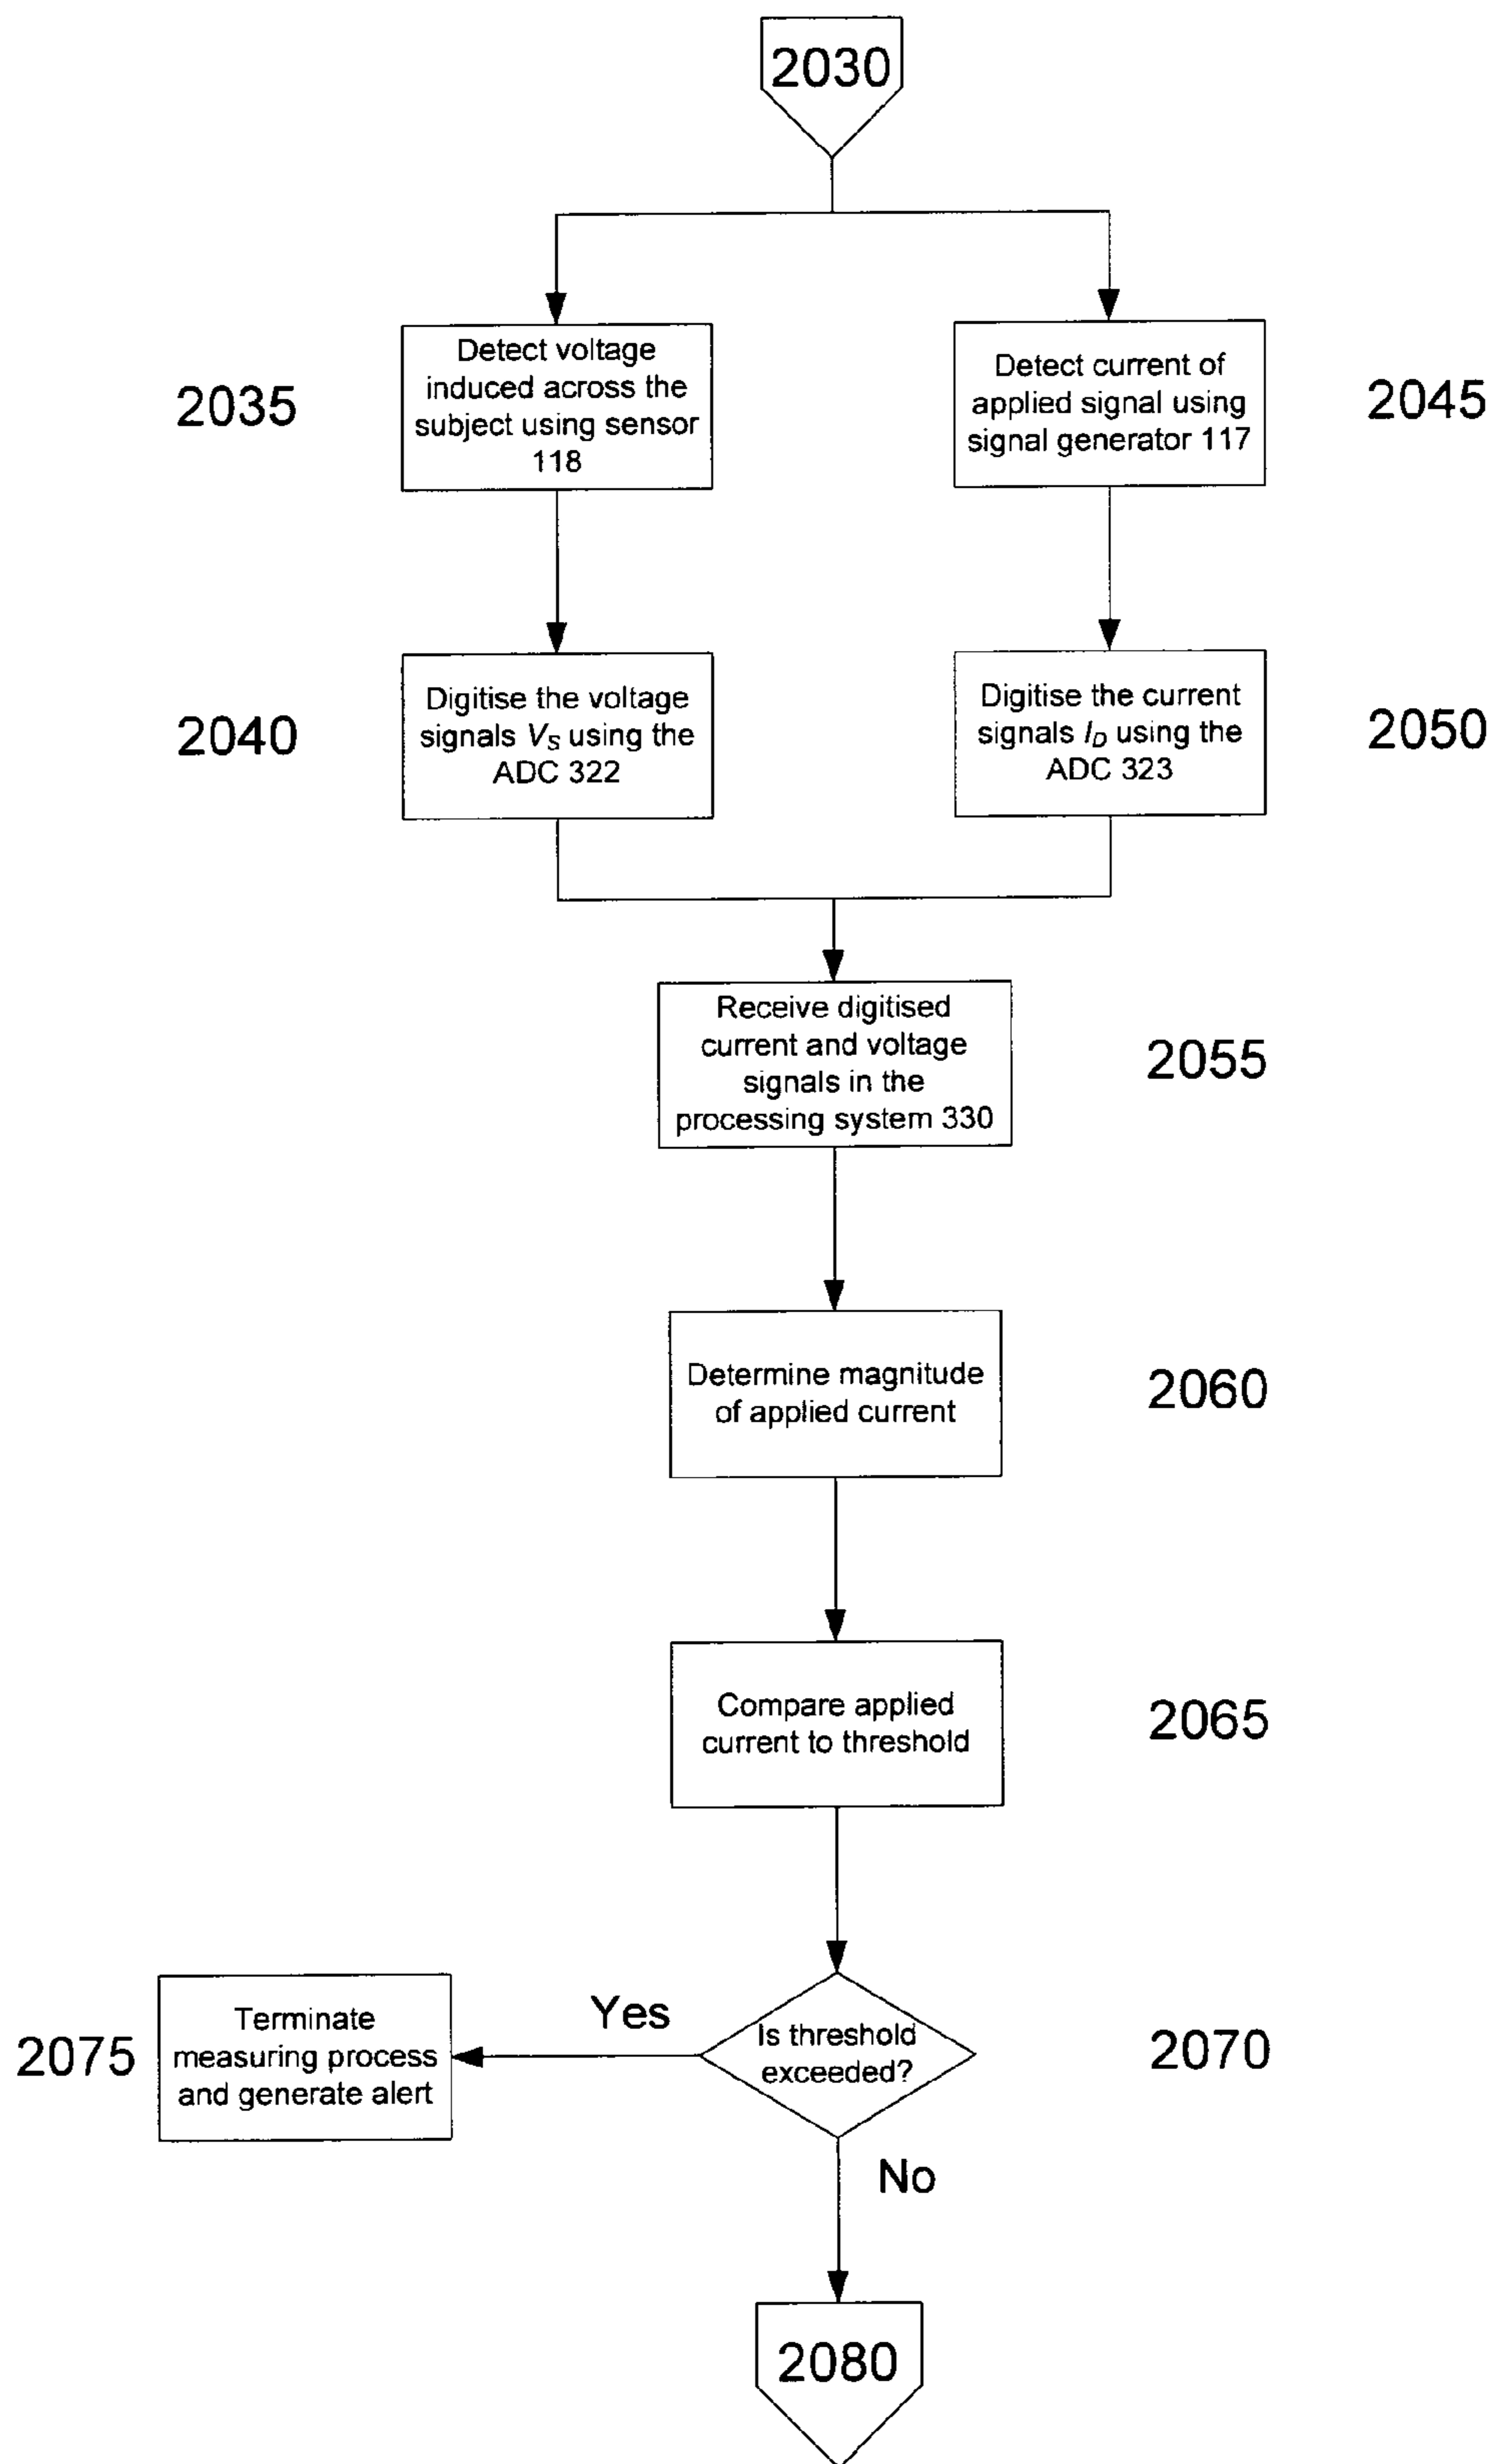 2030
2035
Detect voltage
induced across the
subject using sensor
118
Detect current of
applied signal using
signal generator 117
2045
2040
Digitise the voltage
signals VS using the
ADC 322
Digitise the current
signals ID using the
ADC 323
2050
Receive digitised
current and voltage
signals in the
processing system 330
2055
Determine magnitude
of applied current
2060
Compare applied
current to threshold
2065
2075
Terminate
measuring process
and generate alert
Yes
Is threshold
exceeded?
2070
No
2080